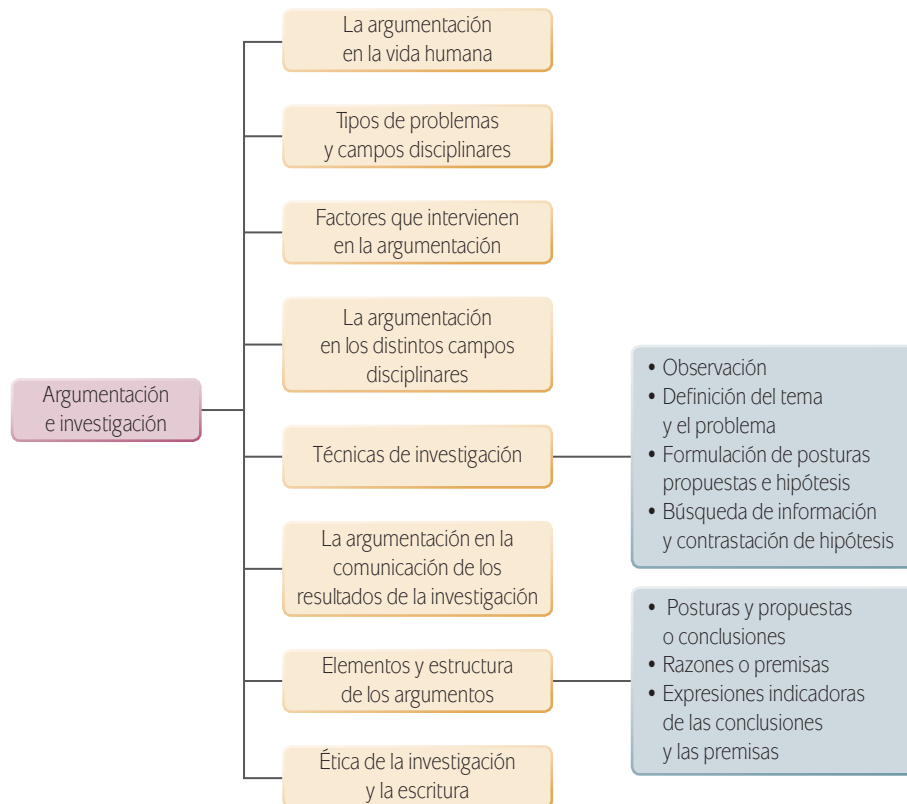 La argumentación
en la vida humana
Tipos de problemas
y campos disciplinares
Factores que intervienen
en la argumentación
La argumentación
en los distintos campos
disciplinares
Argumentación
e investigación
Técnicas de investigación
• Observación
• Definición del tema
y el problema
• Formulación de posturas
propuestas e hipótesis
• Búsqueda de información
y contrastación de hipótesis
La argumentación en la
comunicación de los
resultados de la investigación
Elementos y estructura
de los argumentos
• Posturas y propuestas
o conclusiones
• Razones o premisas
• Expresiones indicadoras
de las conclusiones
y las premisas
Ética de la investigación
y la escritura